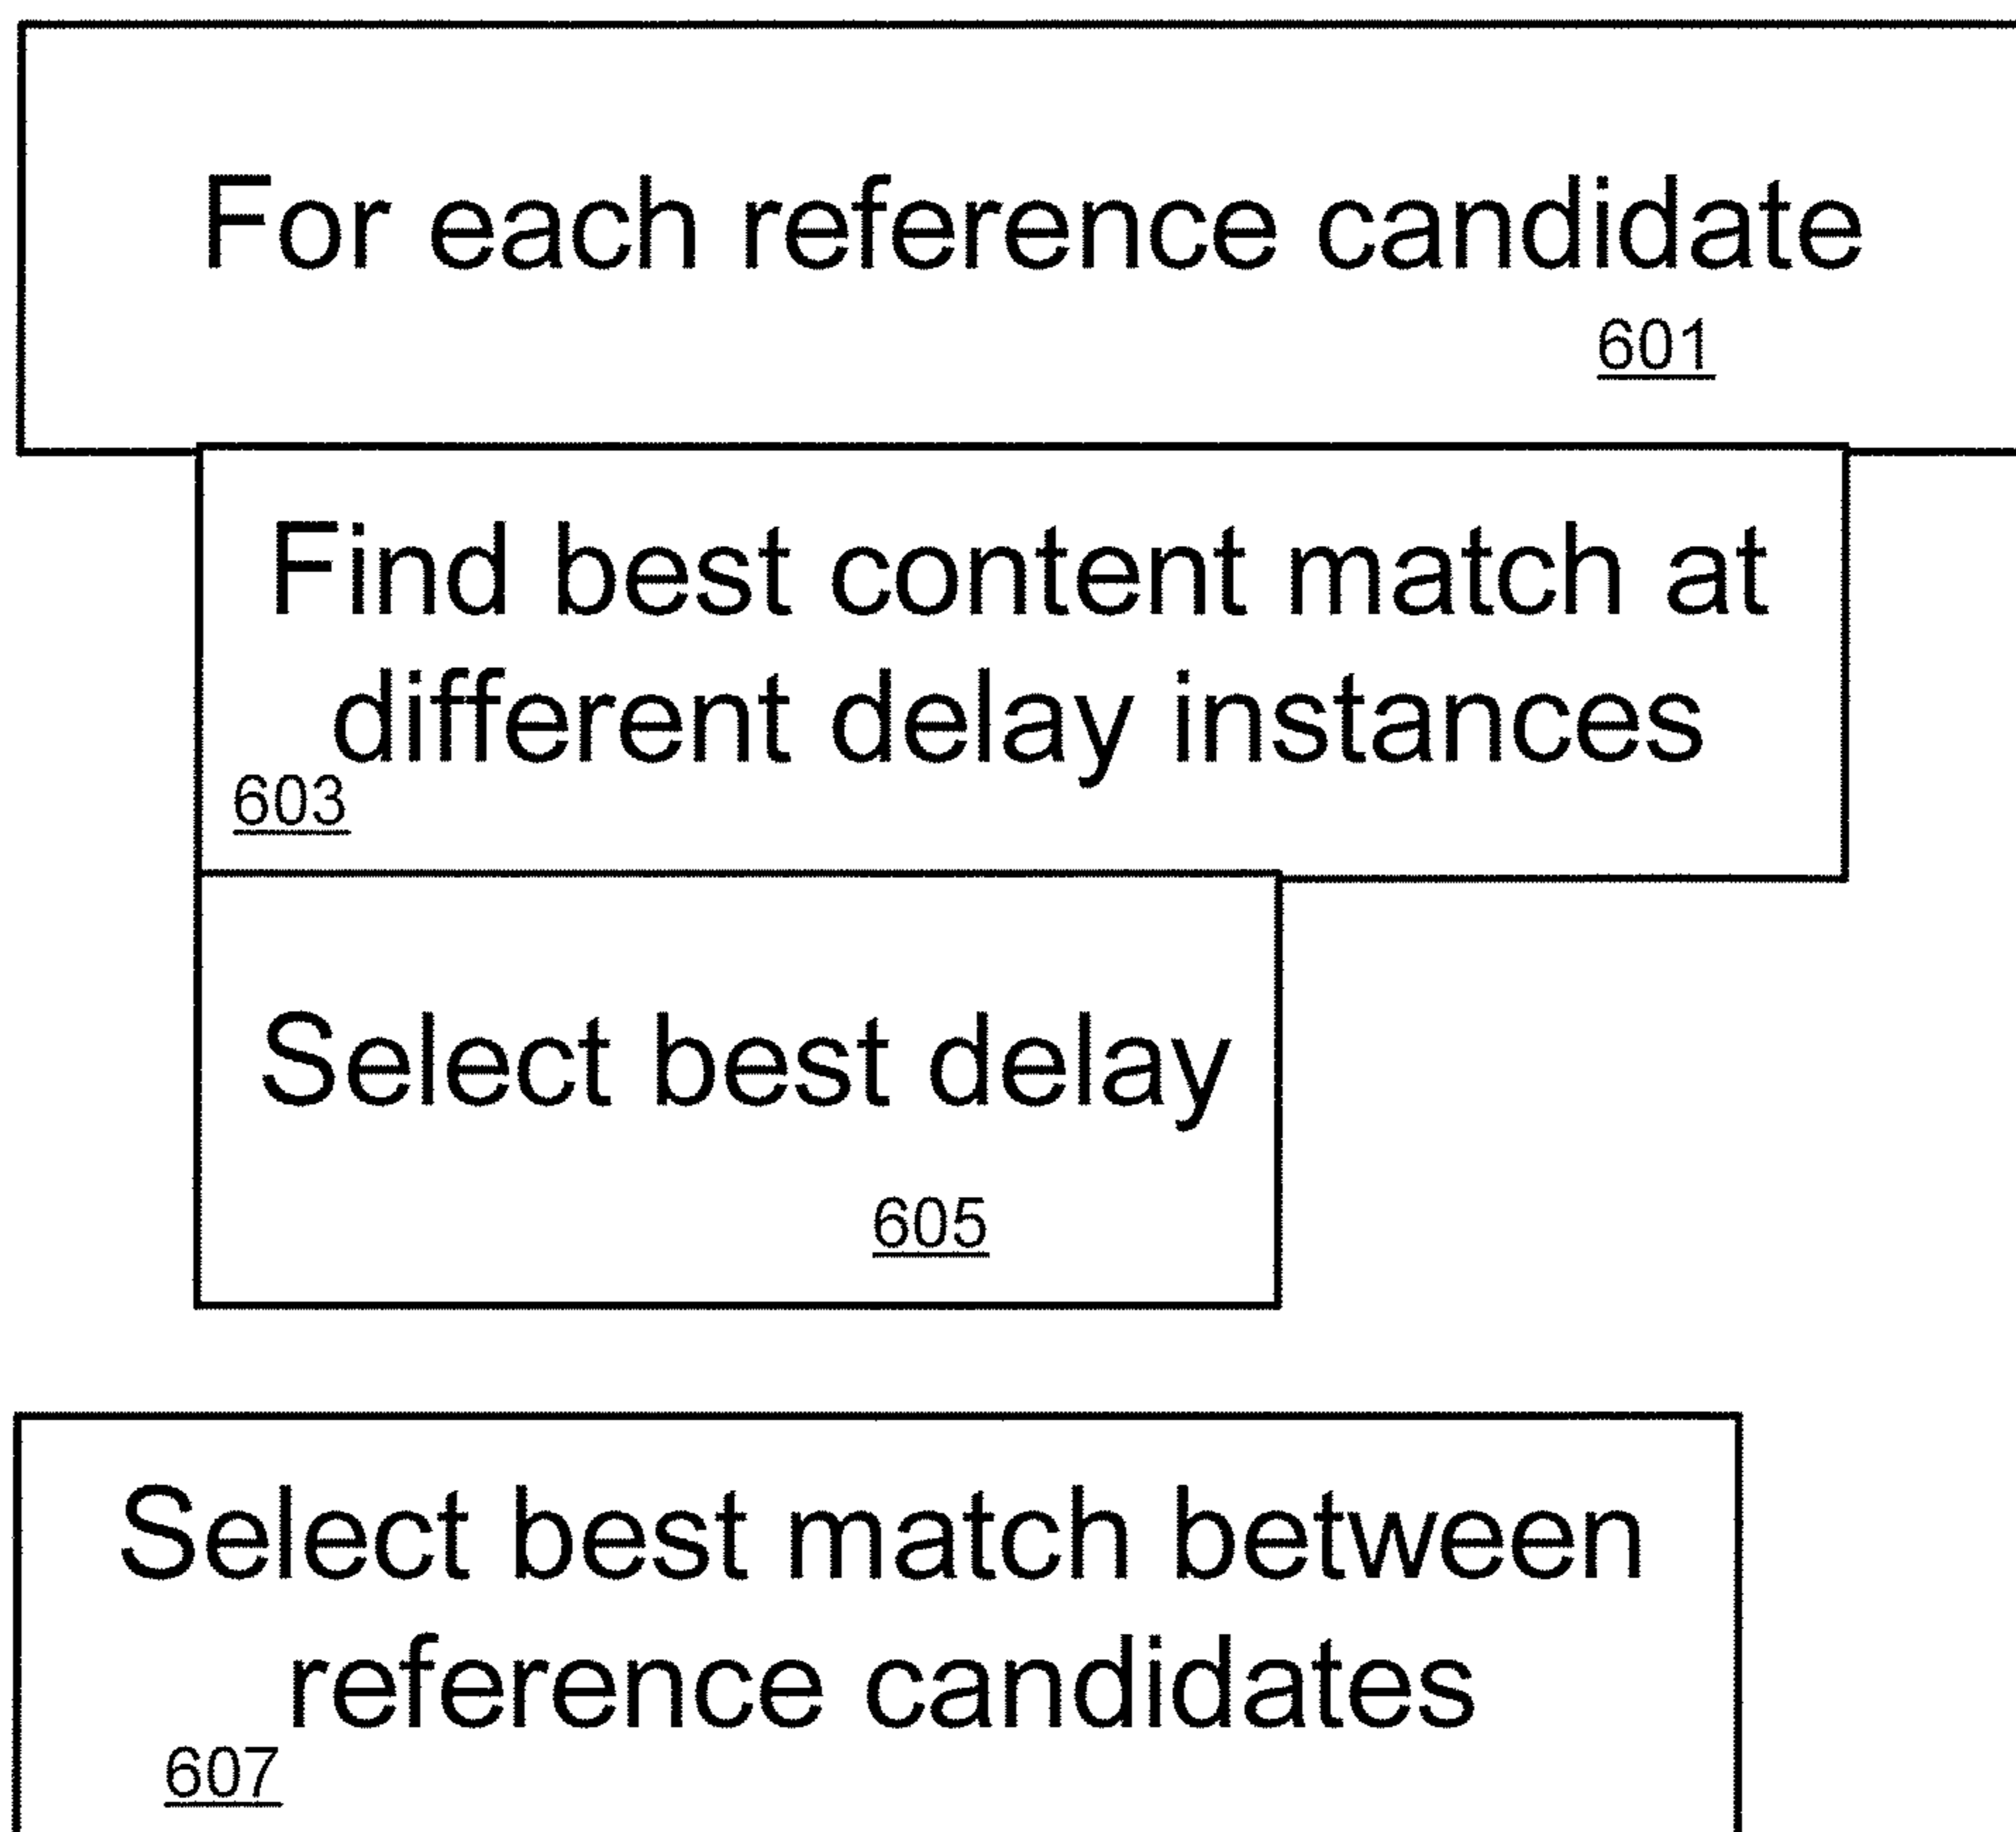 For each reference candidate
601
Find best content match at
different delay instances
603
Select best delay
605
Select best match between
reference candidates
607